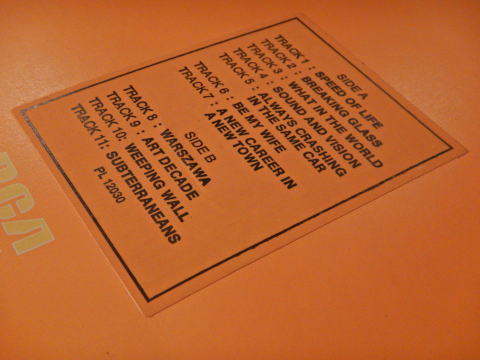 SIDE A
TRACK 1 : SPEED OF LIFE
TRACK 2 : BREAKING GLASS
TRACK 3 : WHAT IN THE WORLD
TRACK 4 : SOUND AND VISION
TRACK 5 : ALWAYS CRASHING
IN THE SAME CAR
TRACK 6 : BE MY WIFE
TRACK 7 : A NEW CAREER IN
A NEW TOWN
SIDE B
TRACK 8 : WARSZAWA
TRACK 9 : ART DECADE
TRACK 10: WEEPING WALL
TRACK 11: SUBTERRANEANS
PL 12030
RCA